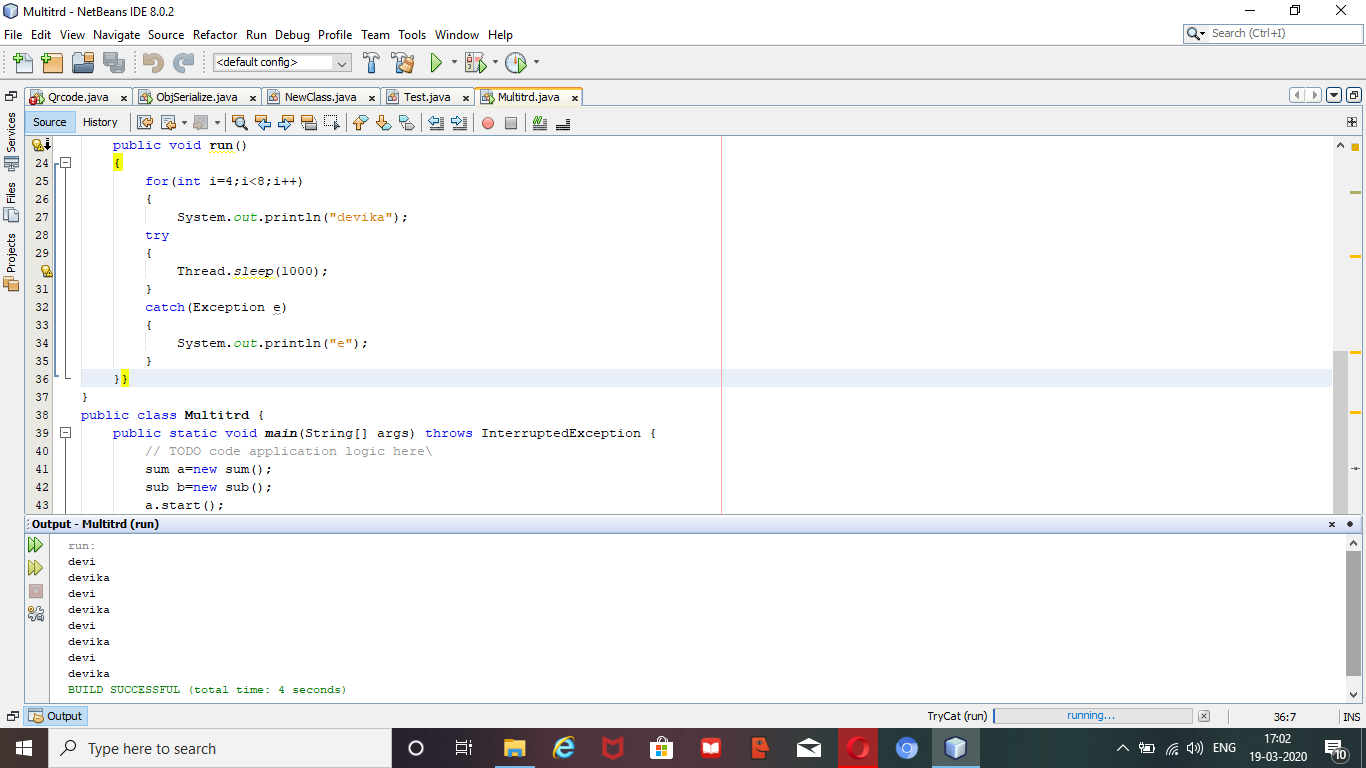 Multitrd - NetBeans IDE 8.0.2
File Edit View Navigate Source Refactor Run Debug Profile Team Tools Window Help
Search (Ctrl+I)
<default config>
Qrcode.java ObjSerialize.java NewClass.java Test.java Multitrd.java
Source History
Services
Files
Projects
public void run()
24 {
25 for(int i=4;i<8;i++)
26 {
27 System.out.println("devika");
28 try
29 {
Thread.sleep(1000);
31 }
32 catch(Exception e)
33 {
34 System.out.println("e");
35 }
36 }}
37 }
38 public class Multitrd {
39 public static void main(String[] args) throws InterruptedException {
40 // TODO code application logic here\
41 sum a=new sum();
42 sub b=new sub();
43 a.start();
Output - Multitrd (run)
run:
devi
devika
devi
devika
devi
devika
devi
devika
BUILD SUCCESSFUL (total time: 4 seconds)
Output TryCat (run) running... 36:7 INS
Type here to search
ENG
17:02
19-03-2020
10